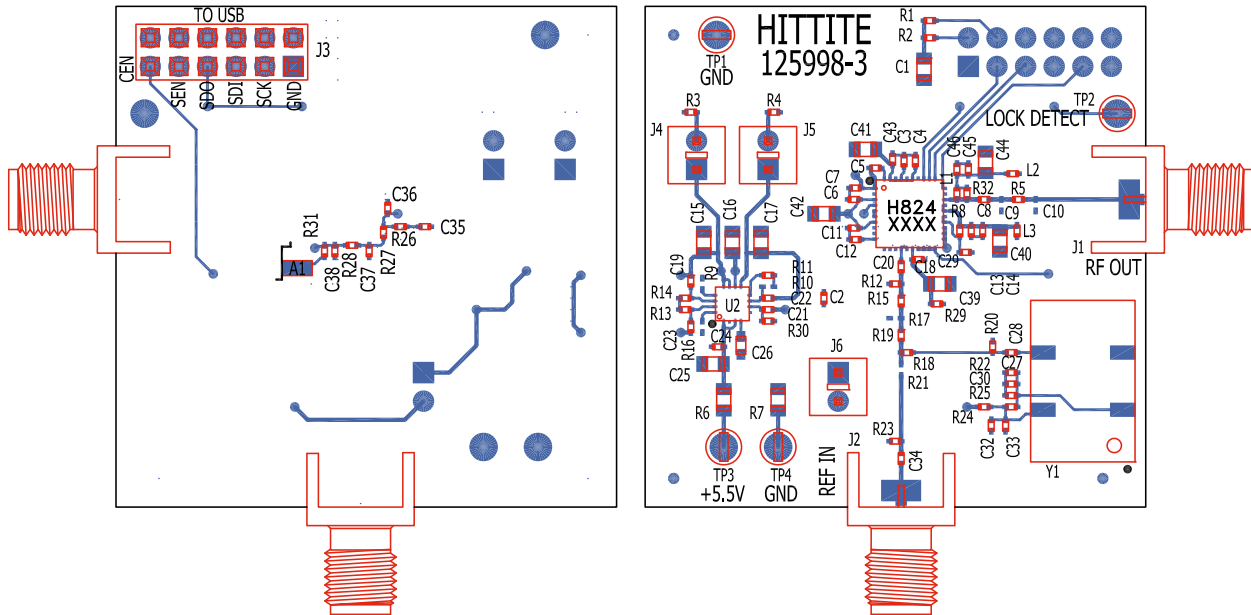 TO USB
J3
CEN
SEN
SDO
SDI
SCK
GND
C36
R31
R26
C35
A1
C38
R28
C37
R27
HITTITE
125998-3
TP1
GND
R1
R2
C1
TP2
LOCK DETECT
R3
R4
J4
J5
C41
C43
C3
C4
C46
C45
C44
C5
C7
C6
L1
L2
R32
R5
C42
H824
XXXX
R8
C8
C9
C10
C15
C16
C17
C11
C12
L3
C40
J1
RF OUT
C20
C18
C29
C13
C14
C19
R9
R11
R10
R12
R15
C39
R14
R13
U2
C22
C21
R30
C2
R29
R17
C23
R16
C24
C26
C25
R19
R18
R20
C28
J6
R21
R22
C27
C30
R25
R24
R6
R7
C32
C33
R23
J2
C34
REF IN
TP3
+5.5V
TP4
GND
Y1